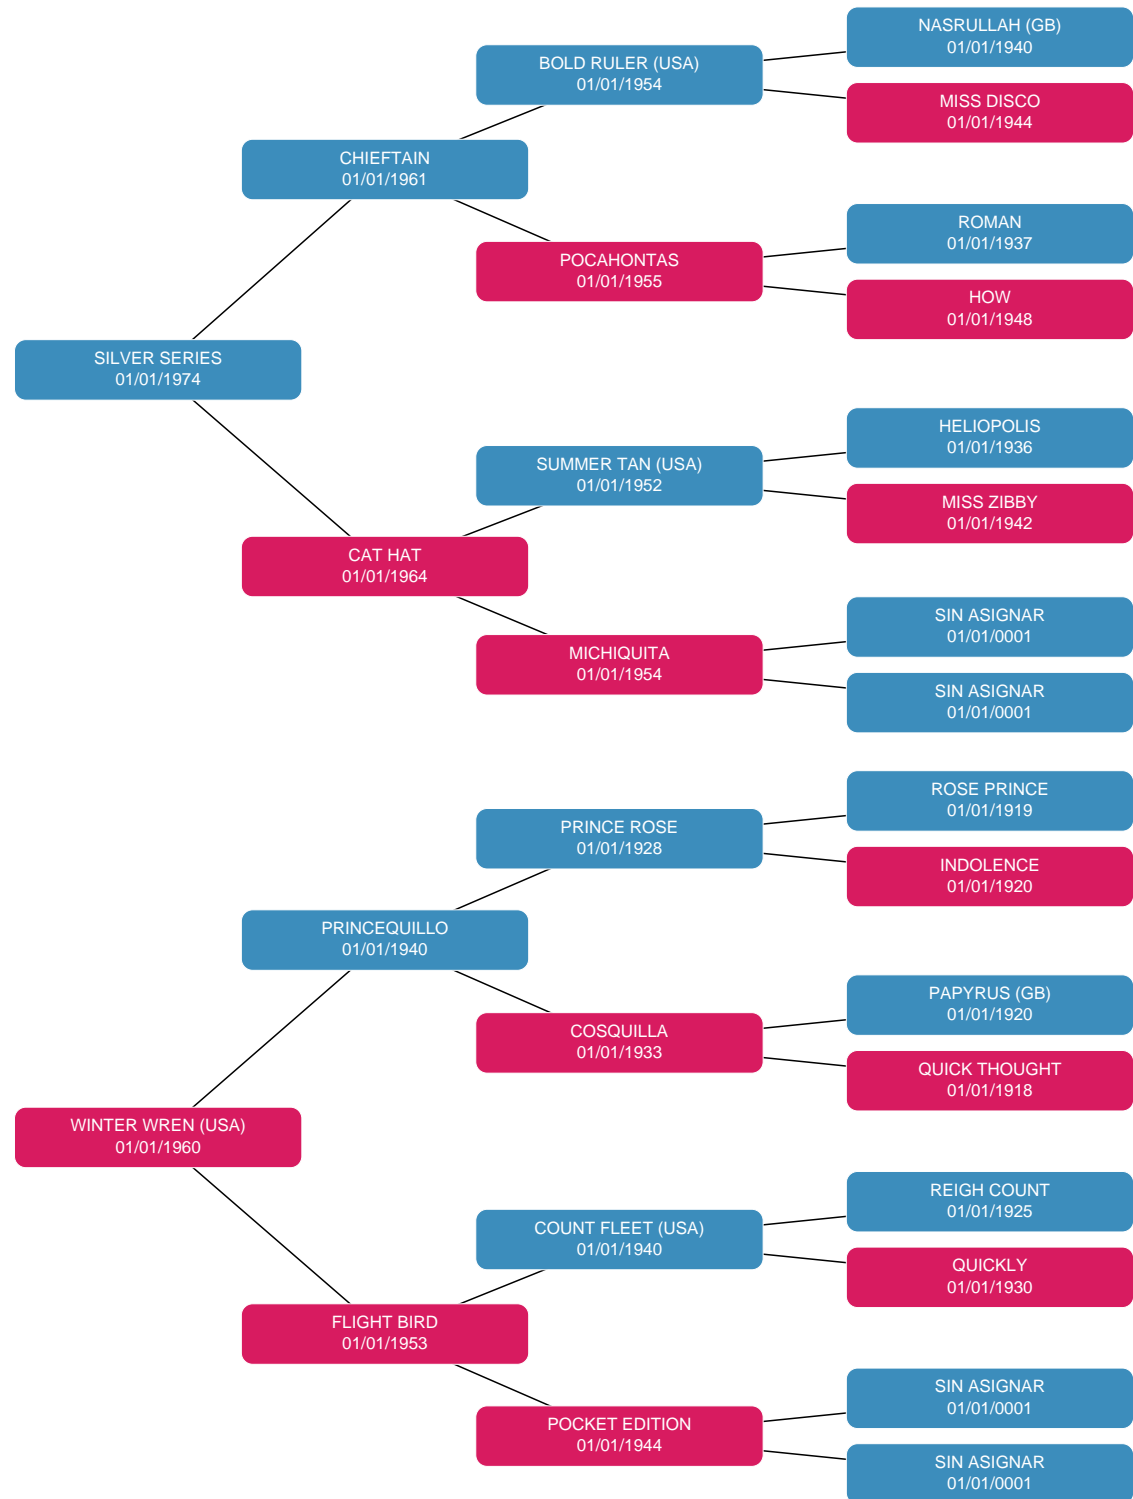 NASRULLAH (GB)
01/01/1940
BOLD RULER (USA)
01/01/1954
MISS DISCO
01/01/1944
CHIEFTAIN
01/01/1961
ROMAN
01/01/1937
POCAHONTAS
01/01/1955
HOW
01/01/1948
SILVER SERIES
01/01/1974
HELIOPOLIS
01/01/1936
SUMMER TAN (USA)
01/01/1952
MISS ZIBBY
01/01/1942
CAT HAT
01/01/1964
SIN ASIGNAR
01/01/0001
MICHIQUITA
01/01/1954
SIN ASIGNAR
01/01/0001
ROSE PRINCE
01/01/1919
PRINCE ROSE
01/01/1928
INDOLENCE
01/01/1920
PRINCEQUILLO
01/01/1940
PAPYRUS (GB)
01/01/1920
COSQUILLA
01/01/1933
QUICK THOUGHT
01/01/1918
WINTER WREN (USA)
01/01/1960
REIGH COUNT
01/01/1925
COUNT FLEET (USA)
01/01/1940
QUICKLY
01/01/1930
FLIGHT BIRD
01/01/1953
SIN ASIGNAR
01/01/0001
POCKET EDITION
01/01/1944
SIN ASIGNAR
01/01/0001